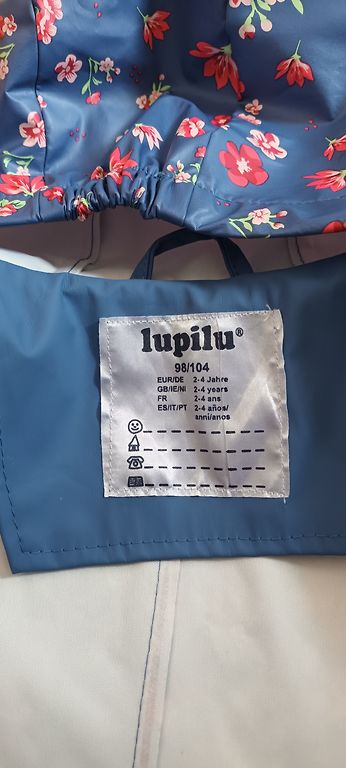 lupilu®
98/104
EUR/DE 2-4 Jahre
GB/IE/NI 2-4 years
FR 2-4 ans
ES/IT/PT 2-4 años/
anni/anos